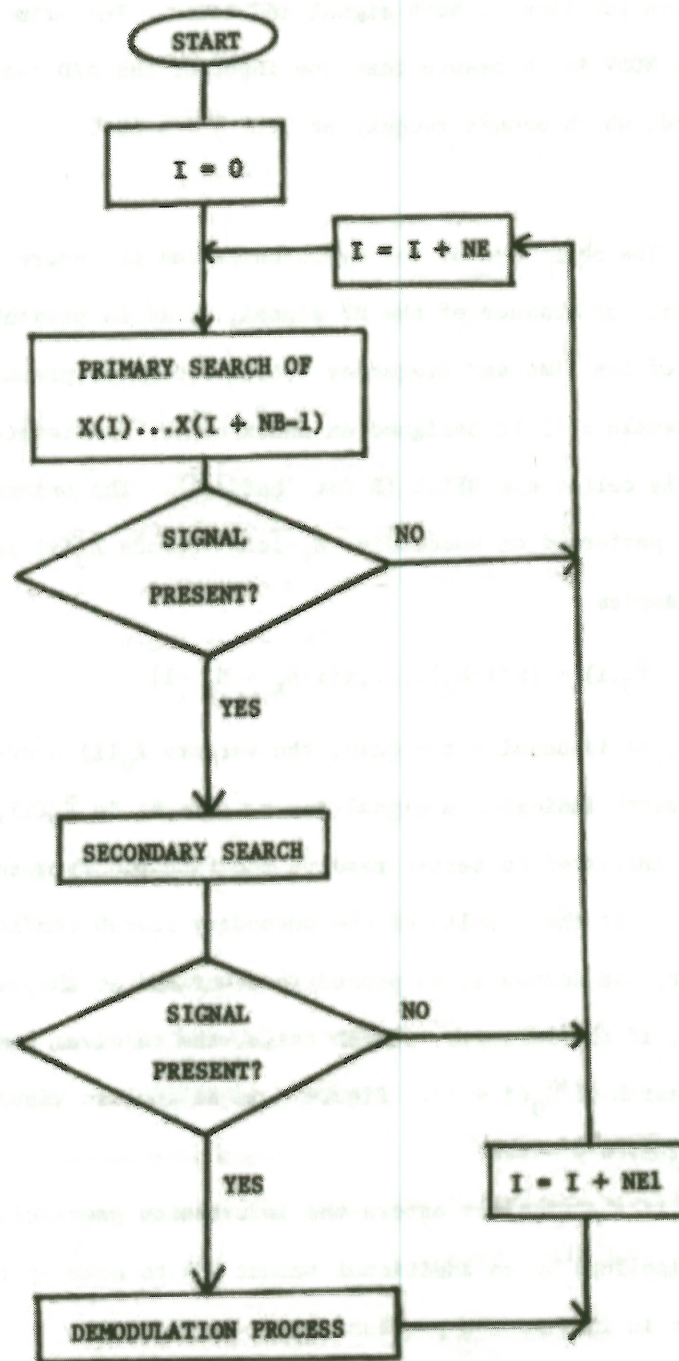 START
I = 0
I = I + NE
PRIMARY SEARCH OF
X(I)...X(I + NB-1)
SIGNAL
PRESENT?
NO
YES
SECONDARY SEARCH
SIGNAL
PRESENT?
NO
YES
I = I + NE1
DEMODULATION PROCESS